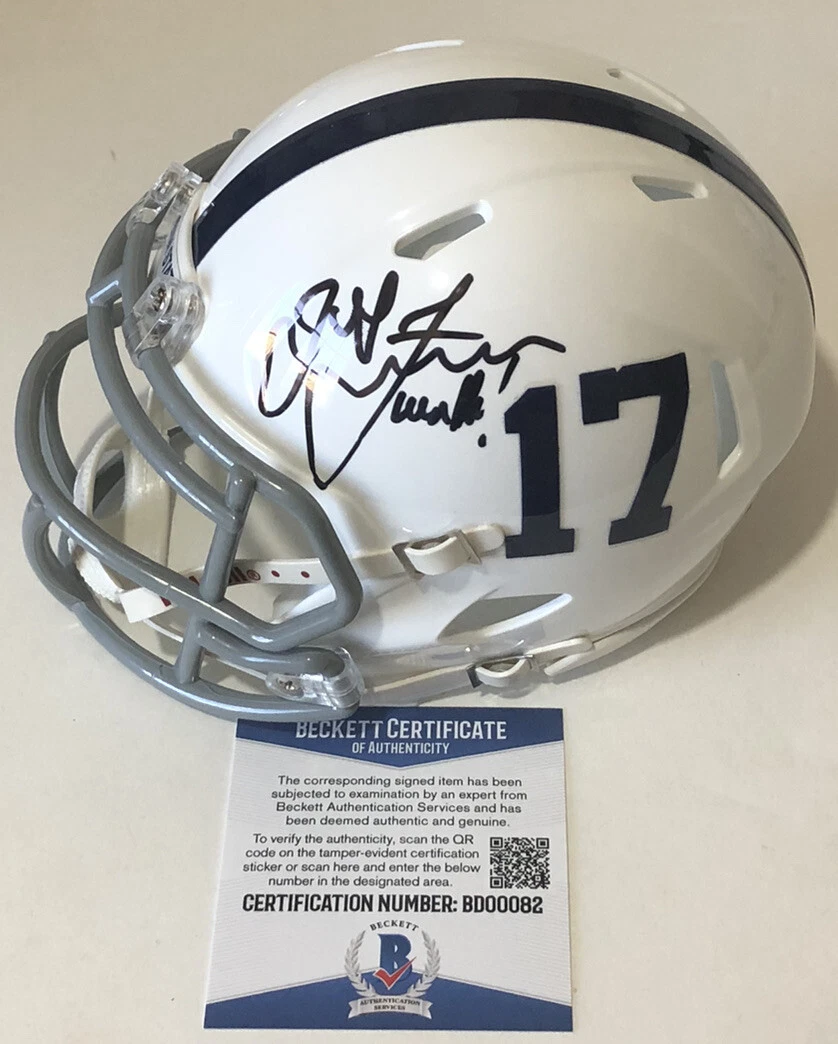 17
BECKETT CERTIFICATE
OF AUTHENTICITY
The corresponding signed item has been
subjected to examination by an expert from
Beckett Authentication Services and has
been deemed authentic and genuine.
To verify the authenticity, scan the QR
code on the tamper-evident certification
sticker or scan here and enter the below
number in the designated area.
CERTIFICATION NUMBER: BD00082
BECKETT
B
AUTHENTICATION
SERVICES